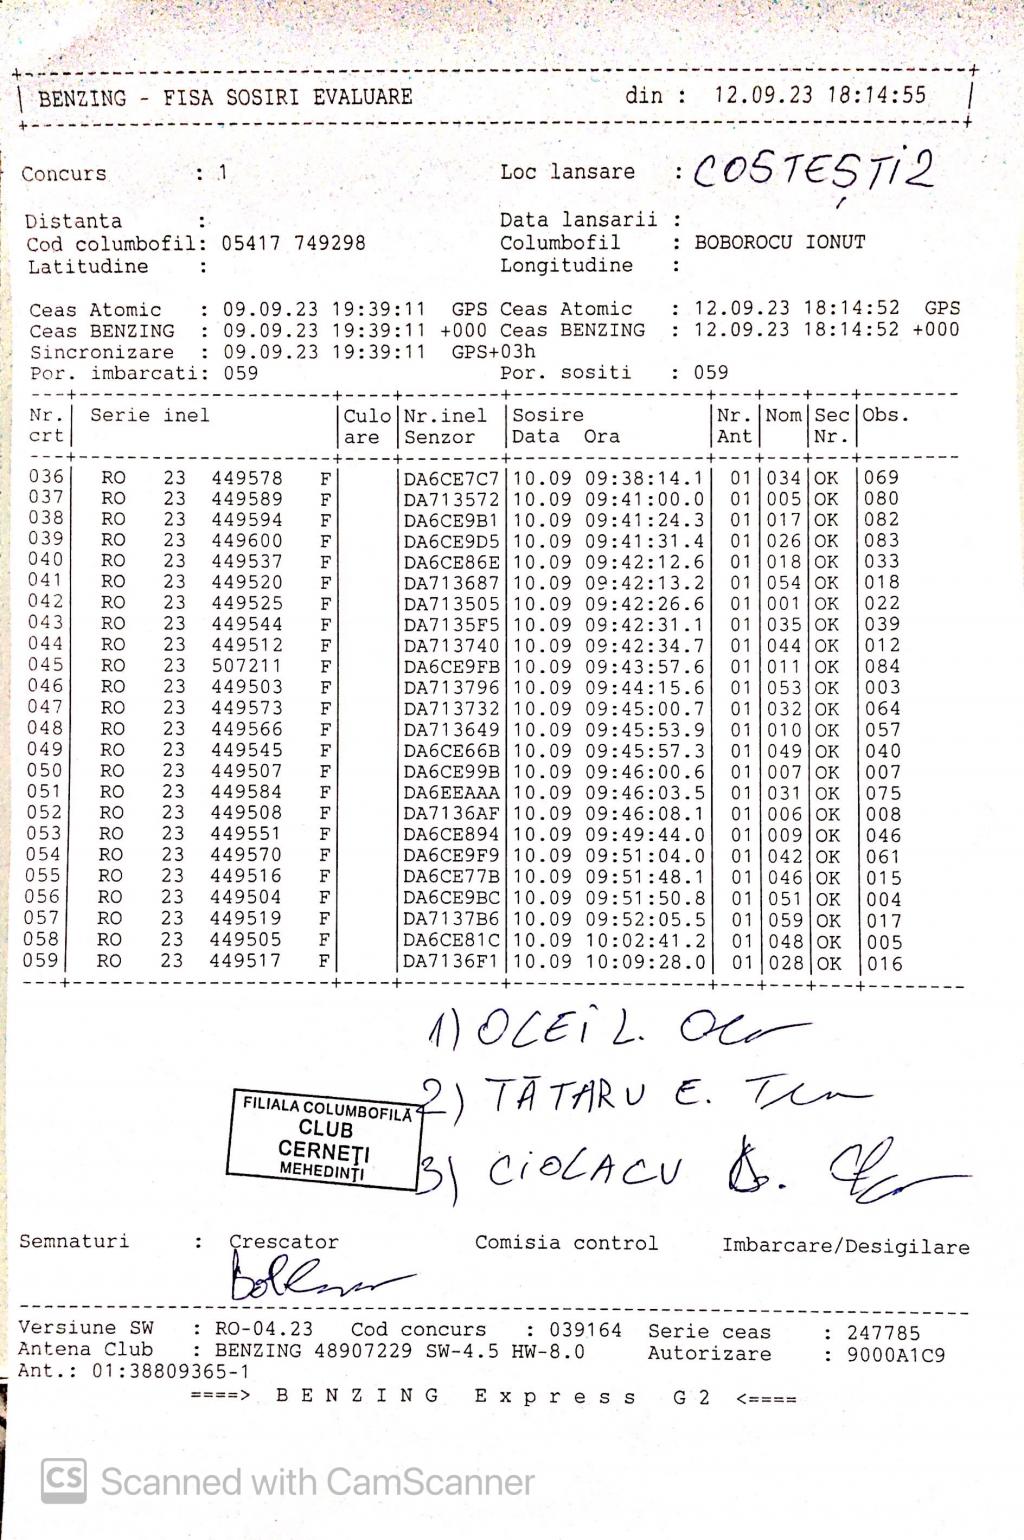 BENZING - FISA SOSIRI EVALUARE din : 12.09.23 18:14:55
Concurs : 1 Loc lansare : COSTEȘTI 2
Distanta : Data lansarii :
Cod columbofil: 05417 749298 Columbofil : BOBOROCU IONUT
Latitudine : Longitudine :
Ceas Atomic : 09.09.23 19:39:11 GPS Ceas Atomic : 12.09.23 18:14:52 GPS
Ceas BENZING : 09.09.23 19:39:11 +000 Ceas BENZING : 12.09.23 18:14:52 +000
Sincronizare : 09.09.23 19:39:11 GPS+03h
Por. imbarcati: 059 Por. sositi : 059
Nr. Serie inel Culo Nr.inel Sosire Nr. Nom Sec Obs.
crt are Senzor Data Ora Ant Nr.
036 RO 23 449578 F DA6CE7C7 10.09 09:38:14.1 01 034 OK 069
037 RO 23 449589 F DA713572 10.09 09:41:00.0 01 005 OK 080
038 RO 23 449594 F DA6CE9B1 10.09 09:41:24.3 01 017 OK 082
039 RO 23 449600 F DA6CE9D5 10.09 09:41:31.4 01 026 OK 083
040 RO 23 449537 F DA6CE86E 10.09 09:42:12.6 01 018 OK 033
041 RO 23 449520 F DA713687 10.09 09:42:13.2 01 054 OK 018
042 RO 23 449525 F DA713505 10.09 09:42:26.6 01 001 OK 022
043 RO 23 449544 F DA7135F5 10.09 09:42:31.1 01 035 OK 039
044 RO 23 449512 F DA713740 10.09 09:42:34.7 01 044 OK 012
045 RO 23 507211 F DA6CE9FB 10.09 09:43:57.6 01 011 OK 084
046 RO 23 449503 F DA713796 10.09 09:44:15.6 01 053 OK 003
047 RO 23 449573 F DA713732 10.09 09:45:00.7 01 032 OK 064
048 RO 23 449566 F DA713649 10.09 09:45:53.9 01 010 OK 057
049 RO 23 449545 F DA6CE66B 10.09 09:45:57.3 01 049 OK 040
050 RO 23 449507 F DA6CE99B 10.09 09:46:00.6 01 007 OK 007
051 RO 23 449584 F DA6EEAAA 10.09 09:46:03.5 01 031 OK 075
052 RO 23 449508 F DA7136AF 10.09 09:46:08.1 01 006 OK 008
053 RO 23 449551 F DA6CE894 10.09 09:49:44.0 01 009 OK 046
054 RO 23 449570 F DA6CE9F9 10.09 09:51:04.0 01 042 OK 061
055 RO 23 449516 F DA6CE77B 10.09 09:51:48.1 01 046 OK 015
056 RO 23 449504 F DA6CE9BC 10.09 09:51:50.8 01 051 OK 004
057 RO 23 449519 F DA7137B6 10.09 09:52:05.5 01 059 OK 017
058 RO 23 449505 F DA6CE81C 10.09 10:02:41.2 01 048 OK 005
059 RO 23 449517 F DA7136F1 10.09 10:09:28.0 01 028 OK 016
1) OLEI L.
2) TĂTARU E.
FILIALA COLUMBOFILĂ
CLUB
CERNEȚI
MEHEDINȚI
3) CIOLACU
Semnaturi : Crescator Comisia control Imbarcare/Desigilare
Versiune SW : RO-04.23 Cod concurs : 039164 Serie ceas : 247785
Antena Club : BENZING 48907229 SW-4.5 HW-8.0 Autorizare : 9000A1C9
Ant.: 01:38809365-1
====> B E N Z I N G E x p r e s s G 2 <====
CS Scanned with CamScanner